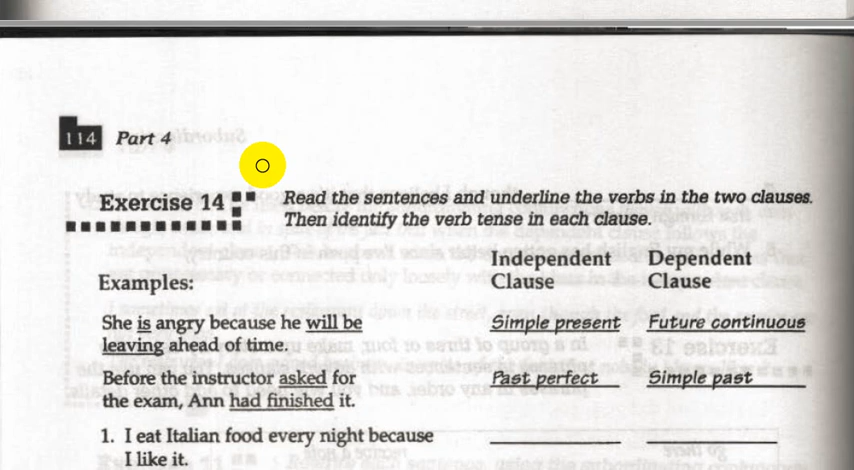 114 Part 4
Exercise 14 Read the sentences and underline the verbs in the two clauses.
Then identify the verb tense in each clause.
Independent Dependent
Examples: Clause Clause
She is angry because he will be Simple present Future continuous
leaving ahead of time.
Before the instructor asked for Past perfect Simple past
the exam, Ann had finished it.
1. I eat Italian food every night because
I like it.